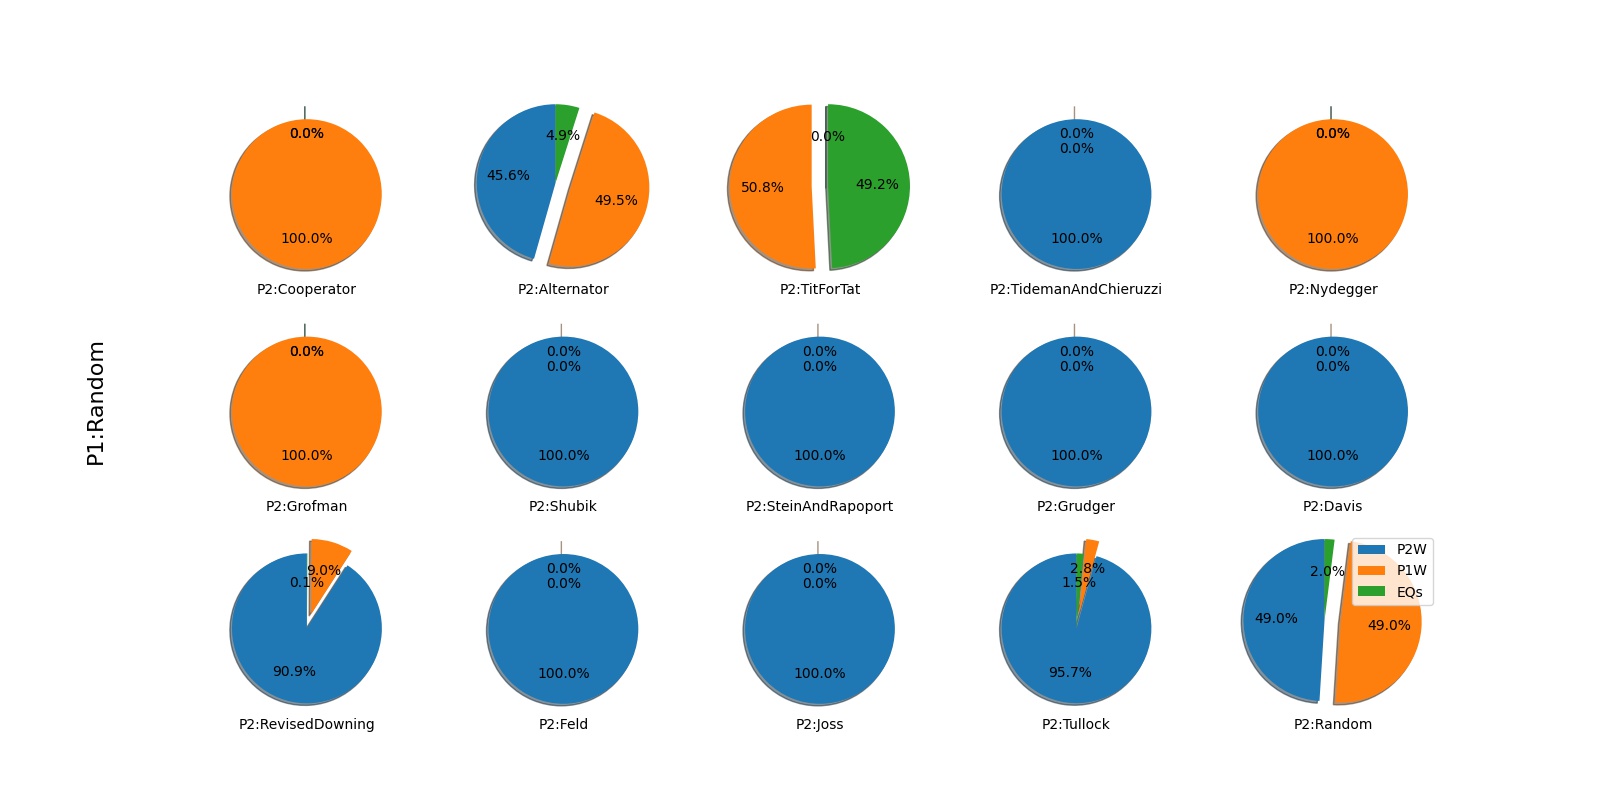 P1:Random
0.0%
100.0%
P2:Cooperator
4.9%
45.6%
49.5%
P2:Alternator
0.0%
50.8%
49.2%
P2:TitForTat
0.0%
0.0%
100.0%
P2:TidemanAndChieruzzi
0.0%
100.0%
P2:Nydegger
0.0%
100.0%
P2:Grofman
0.0%
0.0%
100.0%
P2:Shubik
0.0%
0.0%
100.0%
P2:SteinAndRapoport
0.0%
0.0%
100.0%
P2:Grudger
0.0%
0.0%
100.0%
P2:Davis
9.0%
0.1%
90.9%
P2:RevisedDowning
0.0%
0.0%
100.0%
P2:Feld
0.0%
0.0%
100.0%
P2:Joss
2.8%
1.5%
95.7%
P2:Tullock
2.0%
49.0%
49.0%
P2:Random
P2W
P1W
EQs